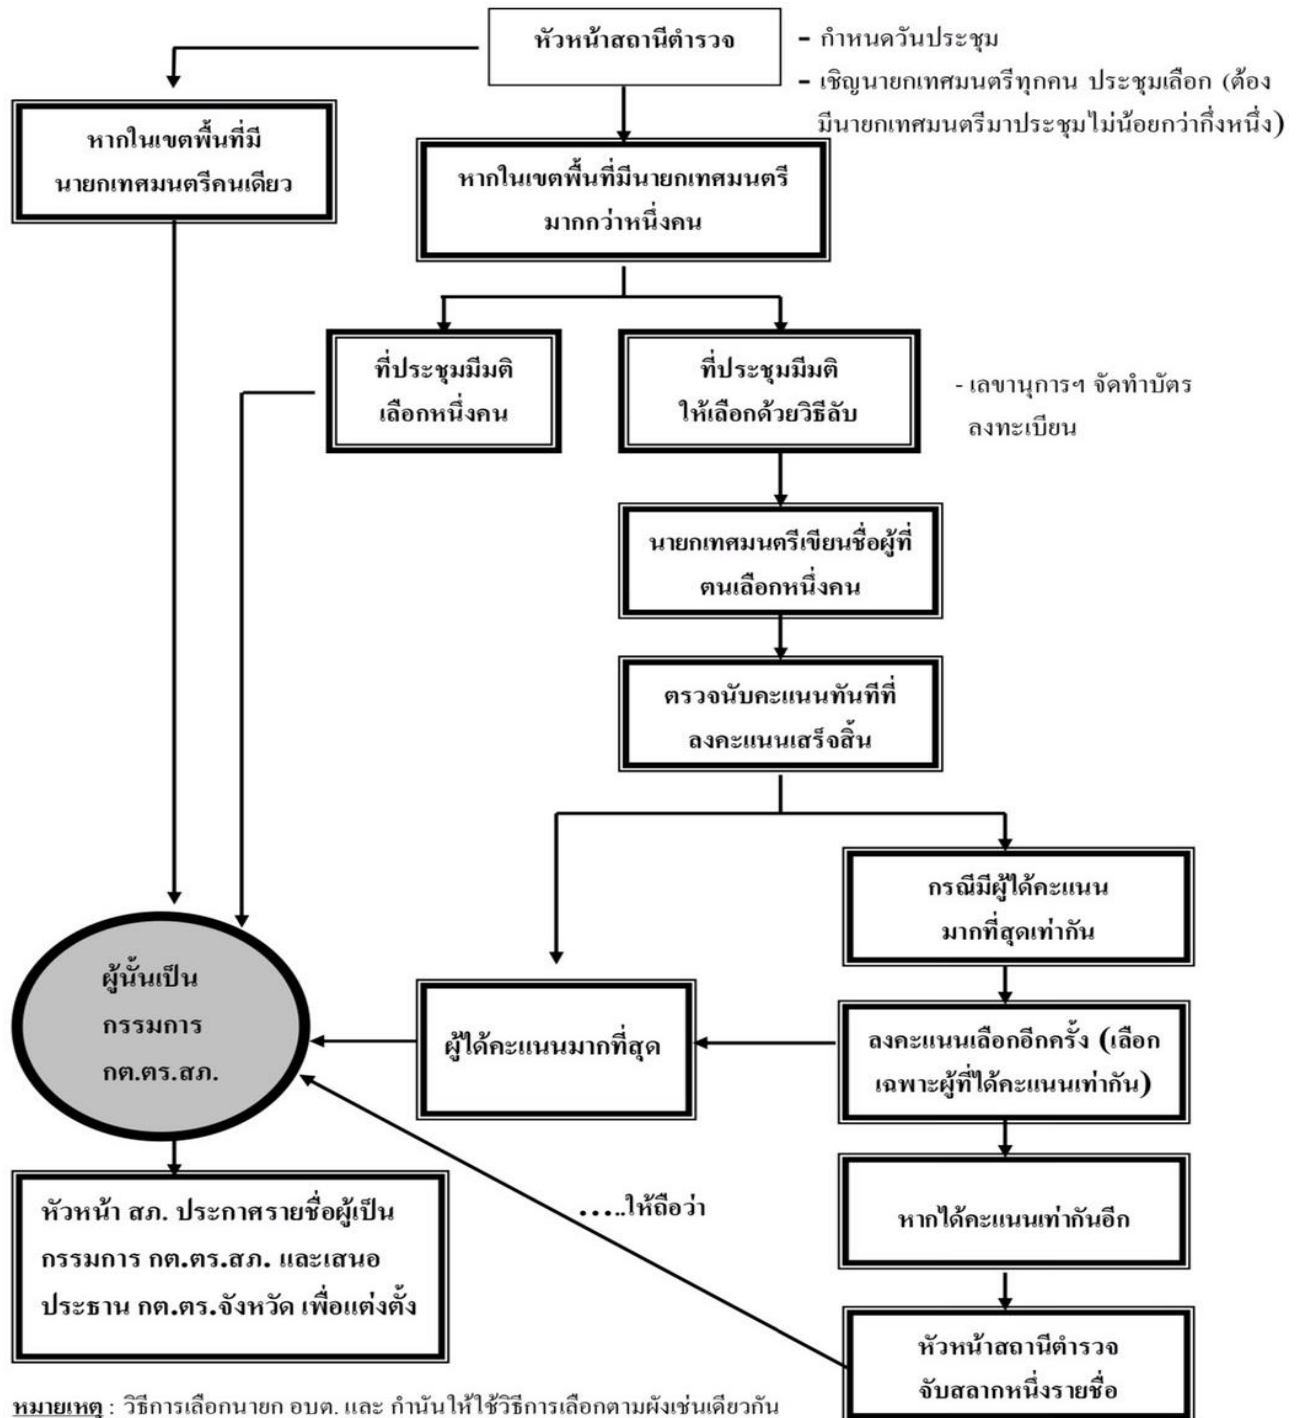 หัวหน้าสถานีตำรวจ
- กำหนดวันประชุม
- เชิญนายกเทศมนตรีทุกคน ประชุมเลือก (ต้อง
มีนายกเทศมนตรีมาประชุมไม่น้อยกว่ากึ่งหนึ่ง)
หากในเขตพื้นที่มี
นายกเทศมนตรีคนเดียว
หากในเขตพื้นที่มีนายกเทศมนตรี
มากกว่าหนึ่งคน
ที่ประชุมมีมติ
เลือกหนึ่งคน
ที่ประชุมมีมติ
ให้เลือกด้วยวิธีลับ
- เลขานุการฯ จัดทำบัตร
ลงทะเบียน
นายกเทศมนตรีเขียนชื่อผู้ที่
ตนเลือกหนึ่งคน
ตรวจนับคะแนนทันทีที่
ลงคะแนนเสร็จสิ้น
กรณีมีผู้ได้คะแนน
มากที่สุดเท่ากัน
ผู้นั้นเป็น
กรรมการ
กต.ตร.สภ.
ผู้ได้คะแนนมากที่สุด
ลงคะแนนเลือกอีกครั้ง (เลือก
เฉพาะผู้ที่ได้คะแนนเท่ากัน)
หัวหน้า สภ. ประกาศรายชื่อผู้เป็น
กรรมการ กต.ตร.สภ. และเสนอ
ประธาน กต.ตร.จังหวัด เพื่อแต่งตั้ง
.....ให้ถือว่า
หากได้คะแนนเท่ากันอีก
หัวหน้าสถานีตำรวจ
จับสลากหนึ่งรายชื่อ
หมายเหตุ : วิธีการเลือกนายก อบต. และ กำนันให้ใช้วิธีการเลือกตามผังเช่นเดียวกัน